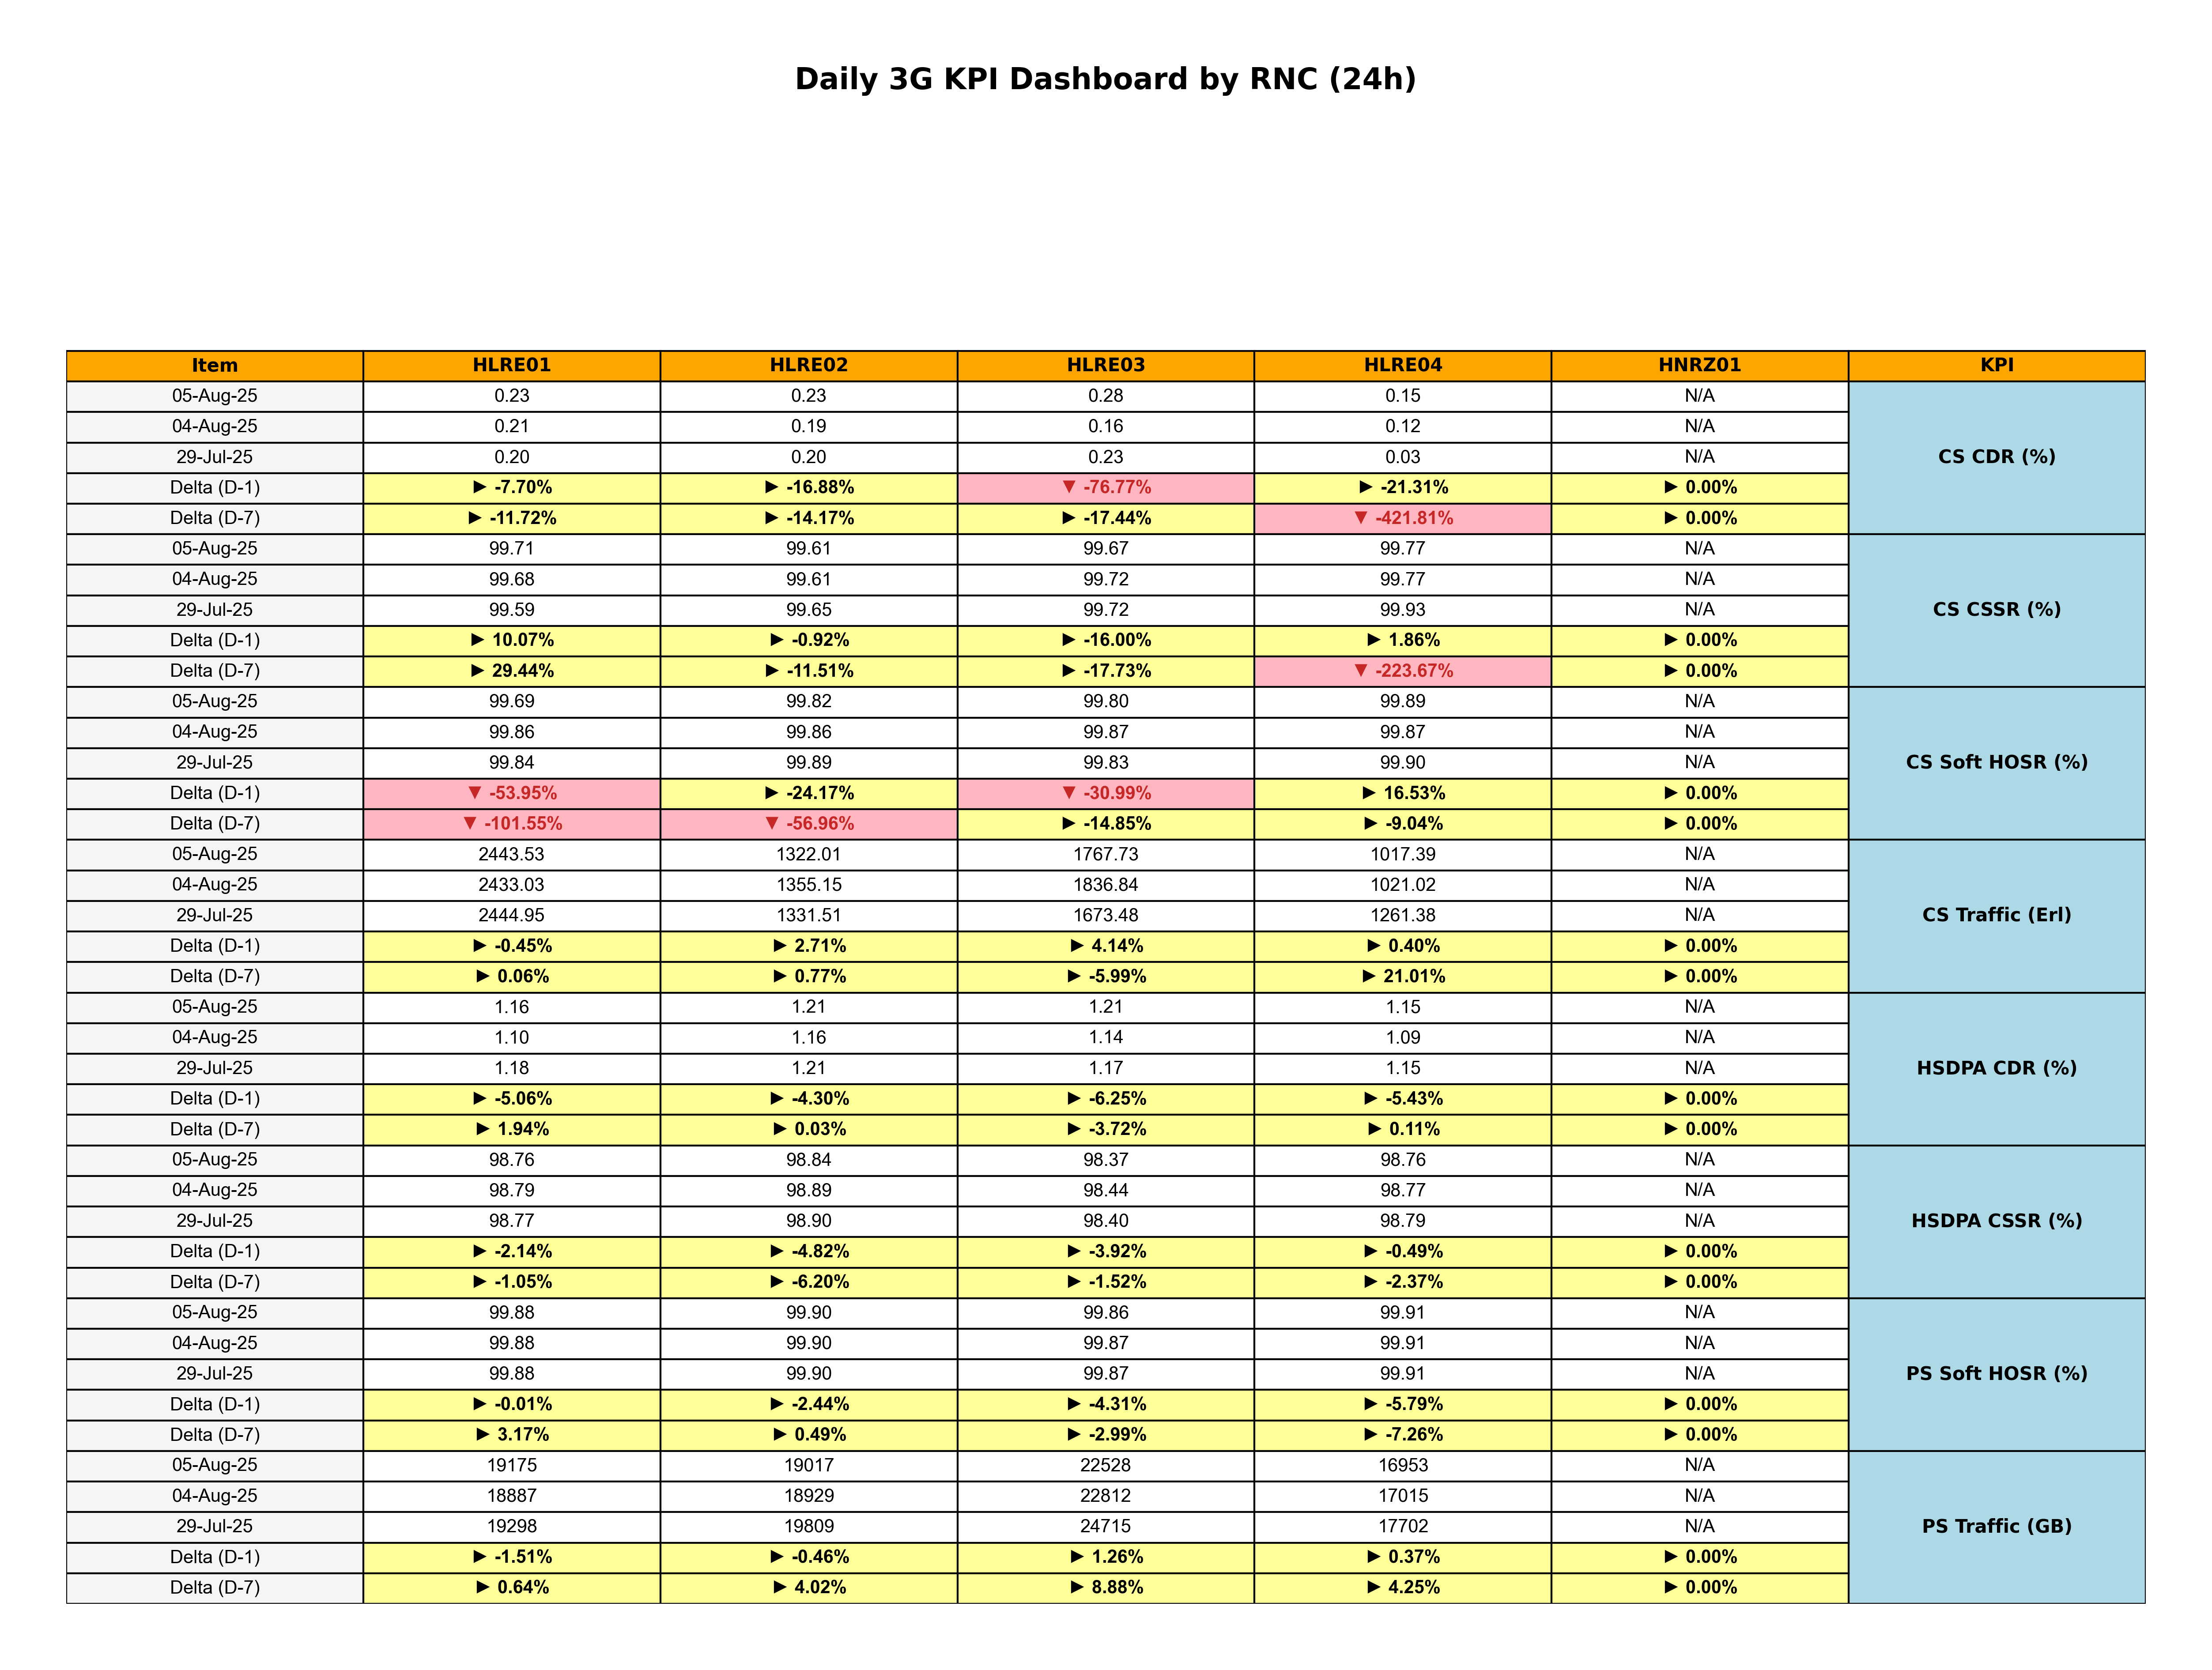 Daily 3G KPI Dashboard by RNC (24h)
Item HLRE01 HLRE02 HLRE03 HLRE04 HNRZ01 KPI
05-Aug-25 0.23 0.23 0.28 0.15 N/A
04-Aug-25 0.21 0.19 0.16 0.12 N/A
29-Jul-25 0.20 0.20 0.23 0.03 N/A CS CDR (%)
Delta (D-1) ► -7.70% ► -16.88% ▼ -76.77% ► -21.31% ► 0.00%
Delta (D-7) ► -11.72% ► -14.17% ► -17.44% ▼ -421.81% ► 0.00%
05-Aug-25 99.71 99.61 99.67 99.77 N/A
04-Aug-25 99.68 99.61 99.72 99.77 N/A
29-Jul-25 99.59 99.65 99.72 99.93 N/A CS CSSR (%)
Delta (D-1) ► 10.07% ► -0.92% ► -16.00% ► 1.86% ► 0.00%
Delta (D-7) ► 29.44% ► -11.51% ► -17.73% ▼ -223.67% ► 0.00%
05-Aug-25 99.69 99.82 99.80 99.89 N/A
04-Aug-25 99.86 99.86 99.87 99.87 N/A
29-Jul-25 99.84 99.89 99.83 99.90 N/A CS Soft HOSR (%)
Delta (D-1) ▼ -53.95% ► -24.17% ▼ -30.99% ► 16.53% ► 0.00%
Delta (D-7) ▼ -101.55% ▼ -56.96% ► -14.85% ► -9.04% ► 0.00%
05-Aug-25 2443.53 1322.01 1767.73 1017.39 N/A
04-Aug-25 2433.03 1355.15 1836.84 1021.02 N/A
29-Jul-25 2444.95 1331.51 1673.48 1261.38 N/A CS Traffic (Erl)
Delta (D-1) ► -0.45% ► 2.71% ► 4.14% ► 0.40% ► 0.00%
Delta (D-7) ► 0.06% ► 0.77% ► -5.99% ► 21.01% ► 0.00%
05-Aug-25 1.16 1.21 1.21 1.15 N/A
04-Aug-25 1.10 1.16 1.14 1.09 N/A
29-Jul-25 1.18 1.21 1.17 1.15 N/A HSDPA CDR (%)
Delta (D-1) ► -5.06% ► -4.30% ► -6.25% ► -5.43% ► 0.00%
Delta (D-7) ► 1.94% ► 0.03% ► -3.72% ► 0.11% ► 0.00%
05-Aug-25 98.76 98.84 98.37 98.76 N/A
04-Aug-25 98.79 98.89 98.44 98.77 N/A
29-Jul-25 98.77 98.90 98.40 98.79 N/A HSDPA CSSR (%)
Delta (D-1) ► -2.14% ► -4.82% ► -3.92% ► -0.49% ► 0.00%
Delta (D-7) ► -1.05% ► -6.20% ► -1.52% ► -2.37% ► 0.00%
05-Aug-25 99.88 99.90 99.86 99.91 N/A
04-Aug-25 99.88 99.90 99.87 99.91 N/A
29-Jul-25 99.88 99.90 99.87 99.91 N/A PS Soft HOSR (%)
Delta (D-1) ► -0.01% ► -2.44% ► -4.31% ► -5.79% ► 0.00%
Delta (D-7) ► 3.17% ► 0.49% ► -2.99% ► -7.26% ► 0.00%
05-Aug-25 19175 19017 22528 16953 N/A
04-Aug-25 18887 18929 22812 17015 N/A
29-Jul-25 19298 19809 24715 17702 N/A PS Traffic (GB)
Delta (D-1) ► -1.51% ► -0.46% ► 1.26% ► 0.37% ► 0.00%
Delta (D-7) ► 0.64% ► 4.02% ► 8.88% ► 4.25% ► 0.00%